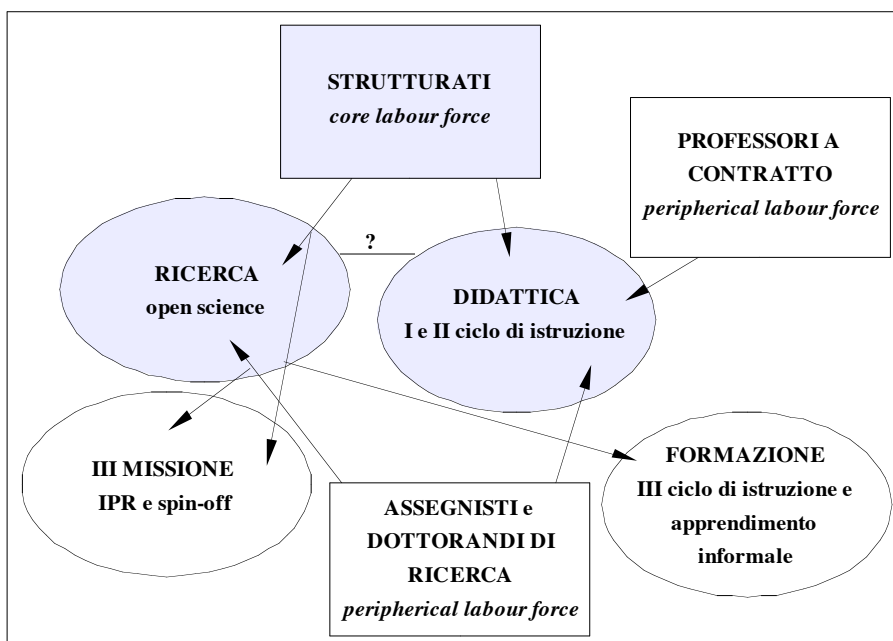 STRUTTURATI
core labour force
PROFESSORI A
CONTRATTO
peripherical labour force
?
RICERCA
open science
DIDATTICA
I e II ciclo di istruzione
III MISSIONE
IPR e spin-off
ASSEGNISTI e
DOTTORANDI DI
RICERCA
peripherical labour force
FORMAZIONE
III ciclo di istruzione e
apprendimento
informale